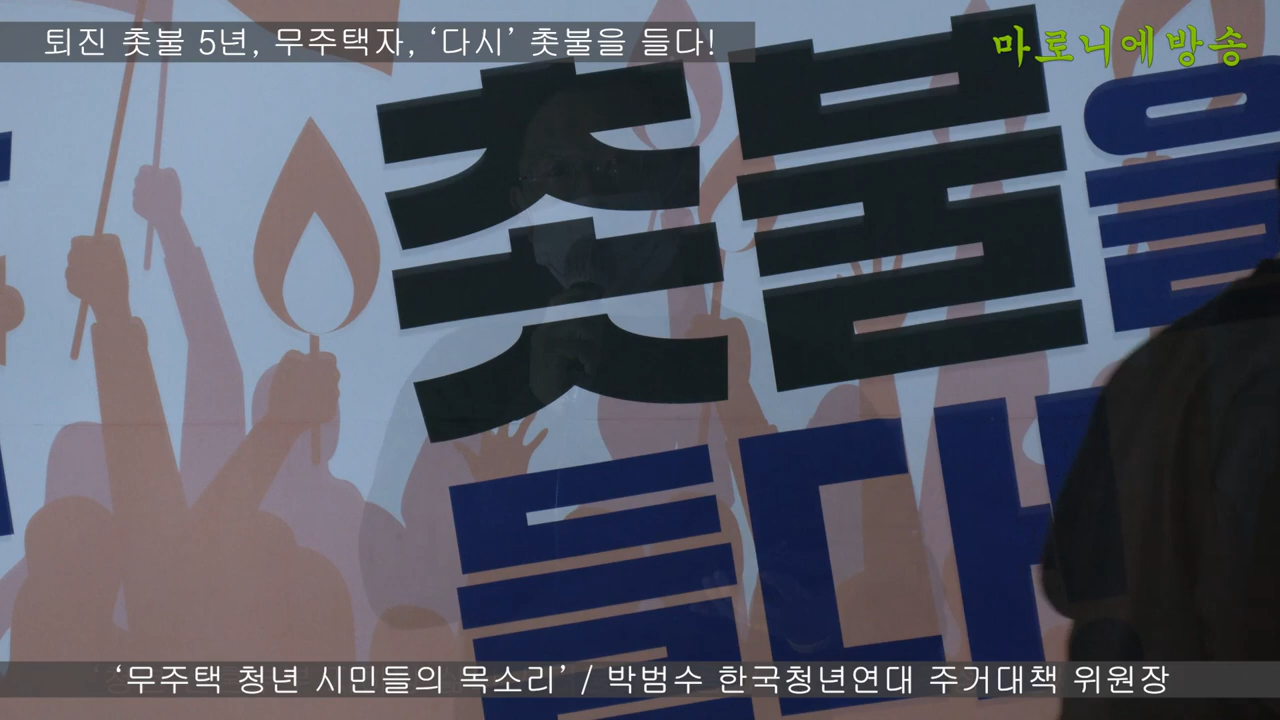 퇴진 촛불 5년, 무주택자, ‘다시’ 촛불을 들다!
마로니에방송
촛불을
들다
‘무주택 청년 시민들의 목소리’ / 박범수 한국청년연대 주거대책 위원장